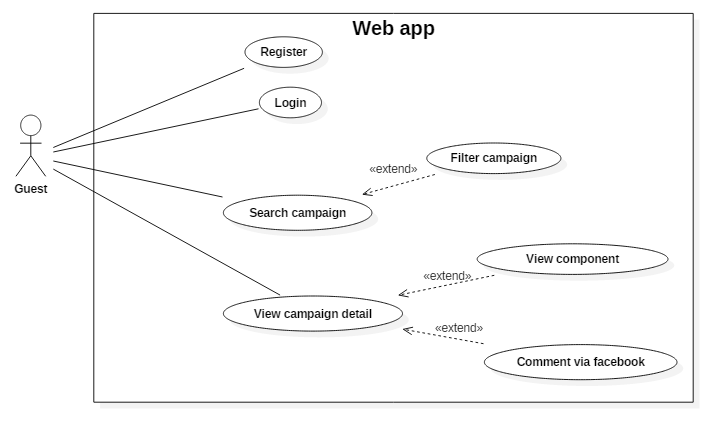 Web app
Register
Login
Filter campaign
«extend»
Guest
Search campaign
View component
«extend»
View campaign detail
«extend»
Comment via facebook